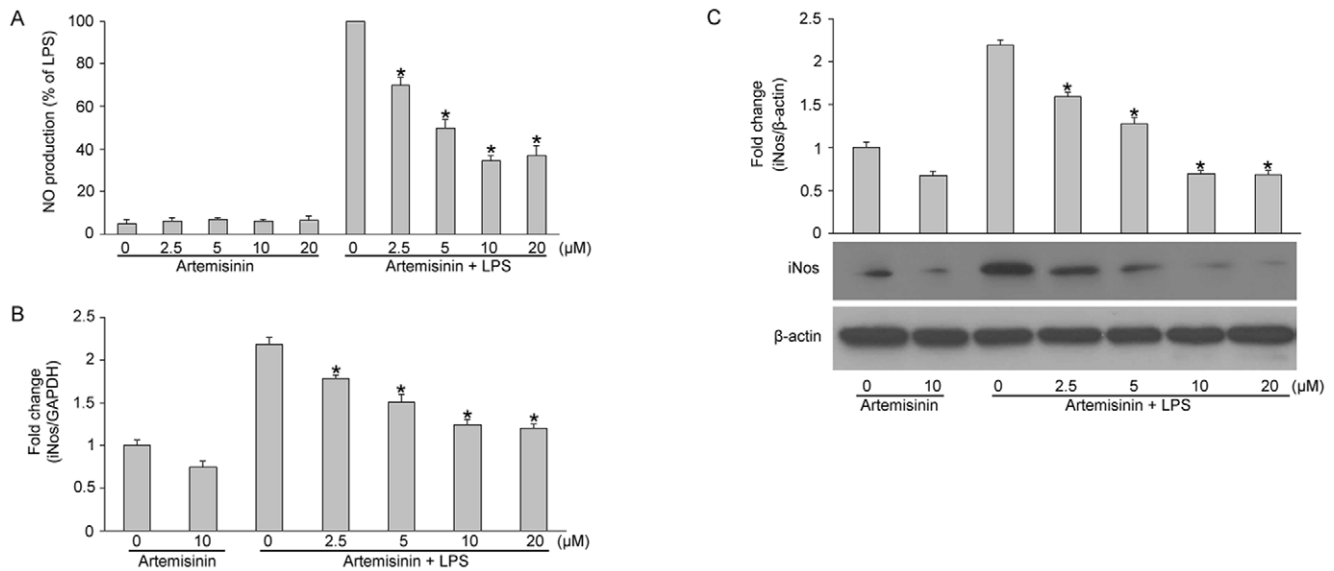 A
NO production (% of LPS)
100
80
60
40
20
0
* * * *
0 2.5 5 10 20 0 2.5 5 10 20 (μM)
Artemisinin Artemisinin + LPS
B
Fold change
(iNos/GAPDH)
2.5
2
1.5
1
0.5
0
* * * *
0 10 0 2.5 5 10 20 (μM)
Artemisinin Artemisinin + LPS
C
Fold change
(iNos/β-actin)
2.5
2
1.5
1
0.5
0
* * * *
iNos
β-actin
0 10 0 2.5 5 10 20 (μM)
Artemisinin Artemisinin + LPS